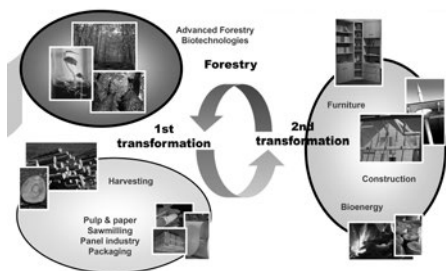 Advanced Forestry
Biotechnologies
Forestry
1st
transformation
2nd
transformation
Furniture
Construction
Bioenergy
Harvesting
Pulp & paper
Sawmilling
Panel industry
Packaging